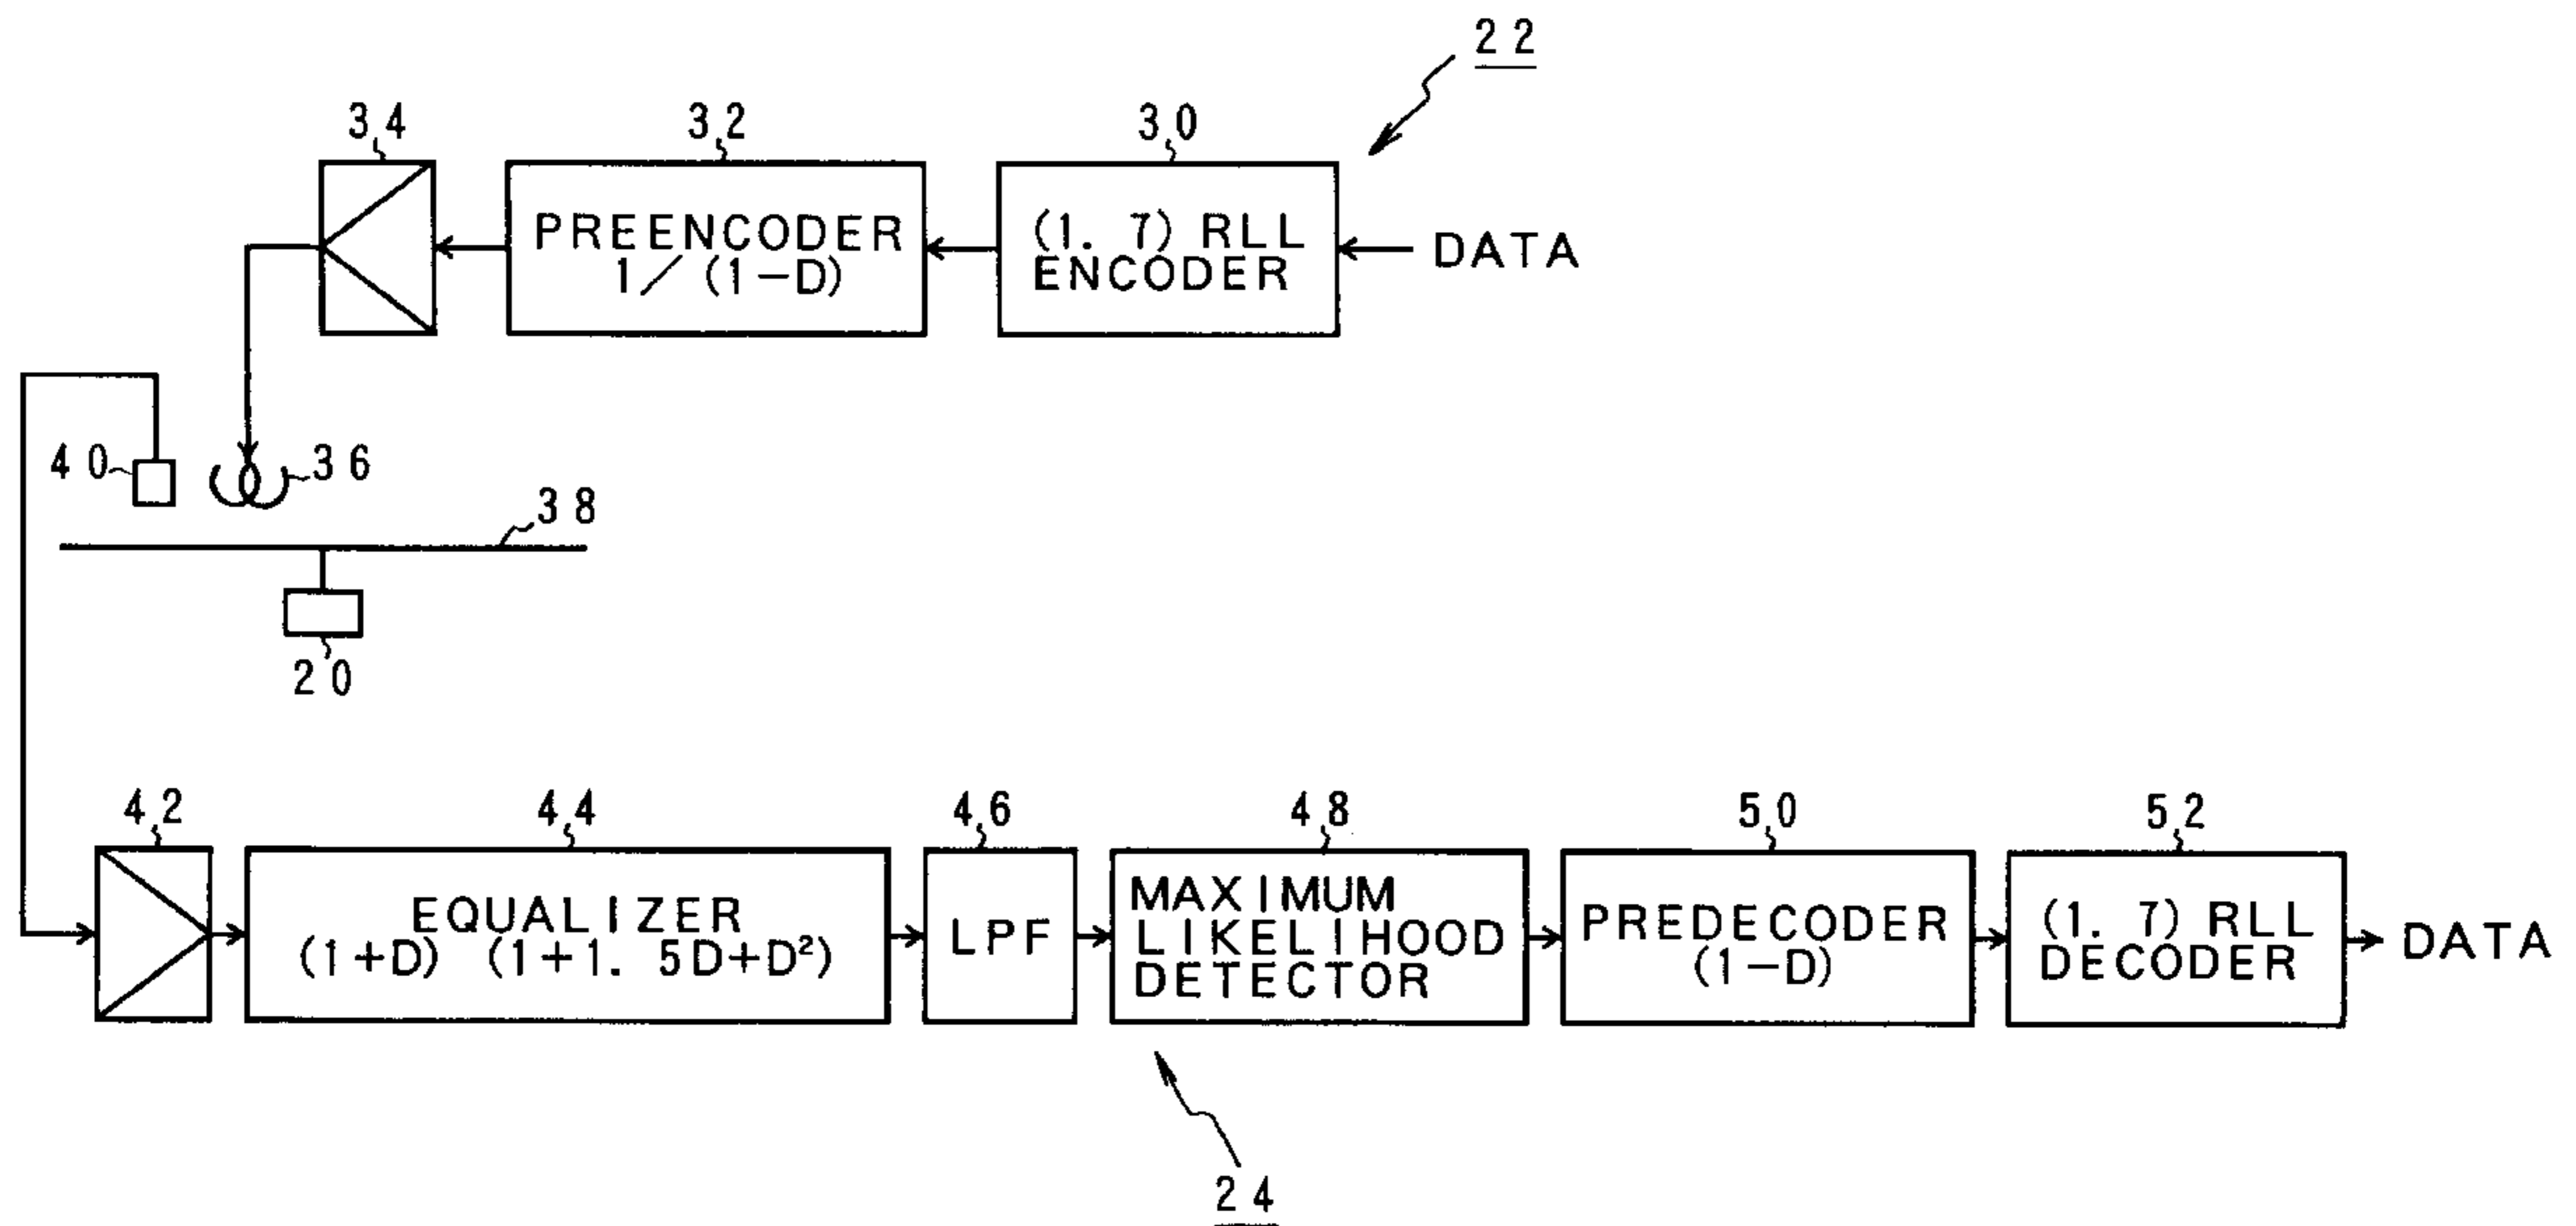 22
34
32
30
PREENCODER
1/(1-D)
(1. 7) RLL
ENCODER
DATA
40
36
38
20
42
44
46
48
50
52
EQUALIZER
(1+D) (1+1. 5D+D²)
LPF
MAXIMUM
LIKELIHOOD
DETECTOR
PREDECODER
(1-D)
(1. 7) RLL
DECODER
DATA
24